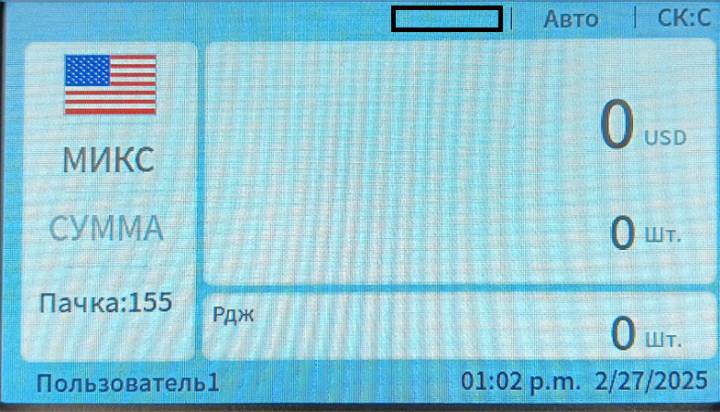 Авто | СК:С
МИКС
СУММА
Пачка:155
0 USD
0 Шт.
Рдж
0 Шт.
Пользователь1 01:02 p.m. 2/27/2025